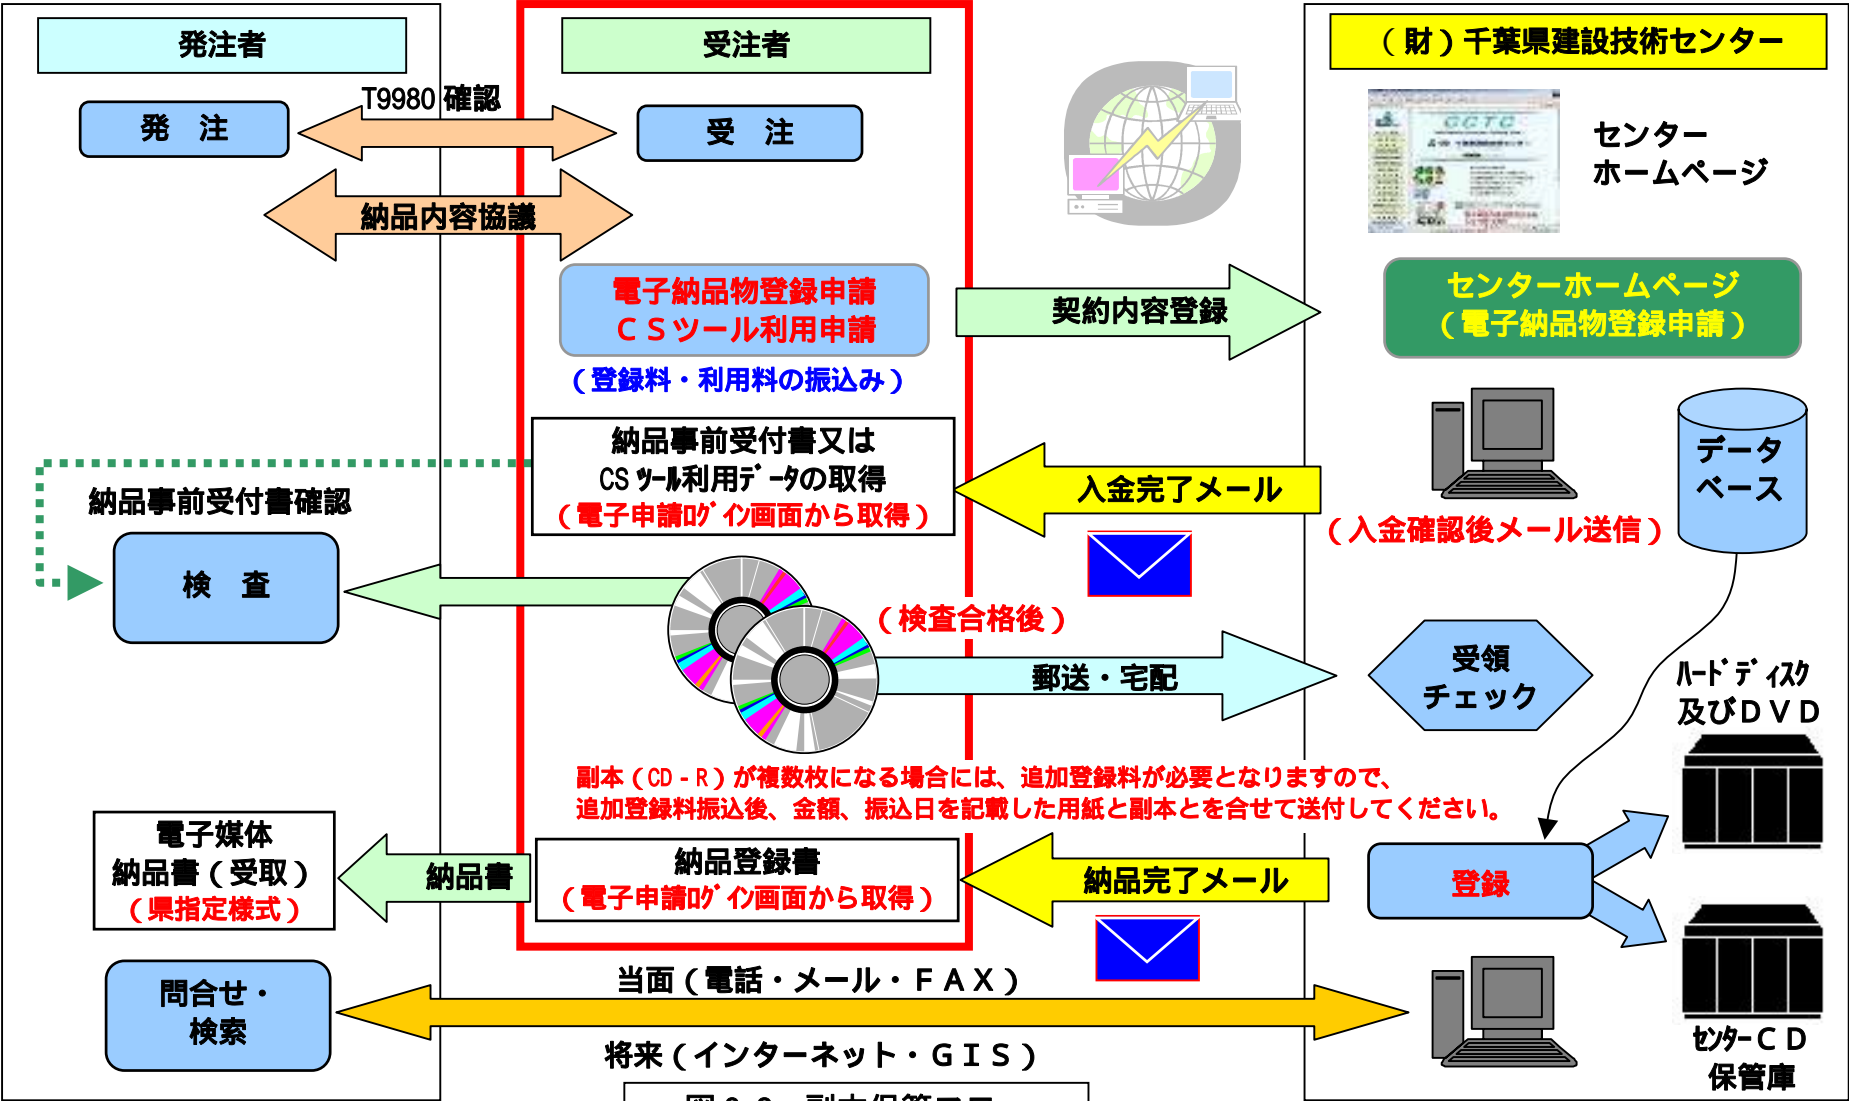 発注者
受注者
（財）千葉県建設技術センター
T9980 確認
発　注
受　注
CCTC
センター
ホームページ
納品内容協議
電子納品物登録申請
ＣＳツール利用申請
契約内容登録
センターホームページ
（電子納品物登録申請）
（登録料・利用料の振込み）
納品事前受付書又は
CS ﾂｰﾙ利用ﾃﾞｰﾀの取得
（電子申請ﾛｸﾞｲﾝ画面から取得）
入金完了メール
データ
ベース
納品事前受付書確認
（入金確認後メール送信）
検　査
（検査合格後）
郵送・宅配
受領
チェック
ﾊｰﾄﾞﾃﾞｨｽｸ
及びＤＶＤ
副本（CD‐R）が複数枚になる場合には、追加登録料が必要となりますので、
追加登録料振込後、金額、振込日を記載した用紙と副本とを合せて送付してください。
電子媒体
納品書（受取）
（県指定様式）
納品書
納品登録書
（電子申請ﾛｸﾞｲﾝ画面から取得）
納品完了メール
登録
問合せ・
検索
当面（電話・メール・ＦＡＸ）
将来（インターネット・ＧＩＳ）
ｾﾝﾀｰＣＤ
保管庫